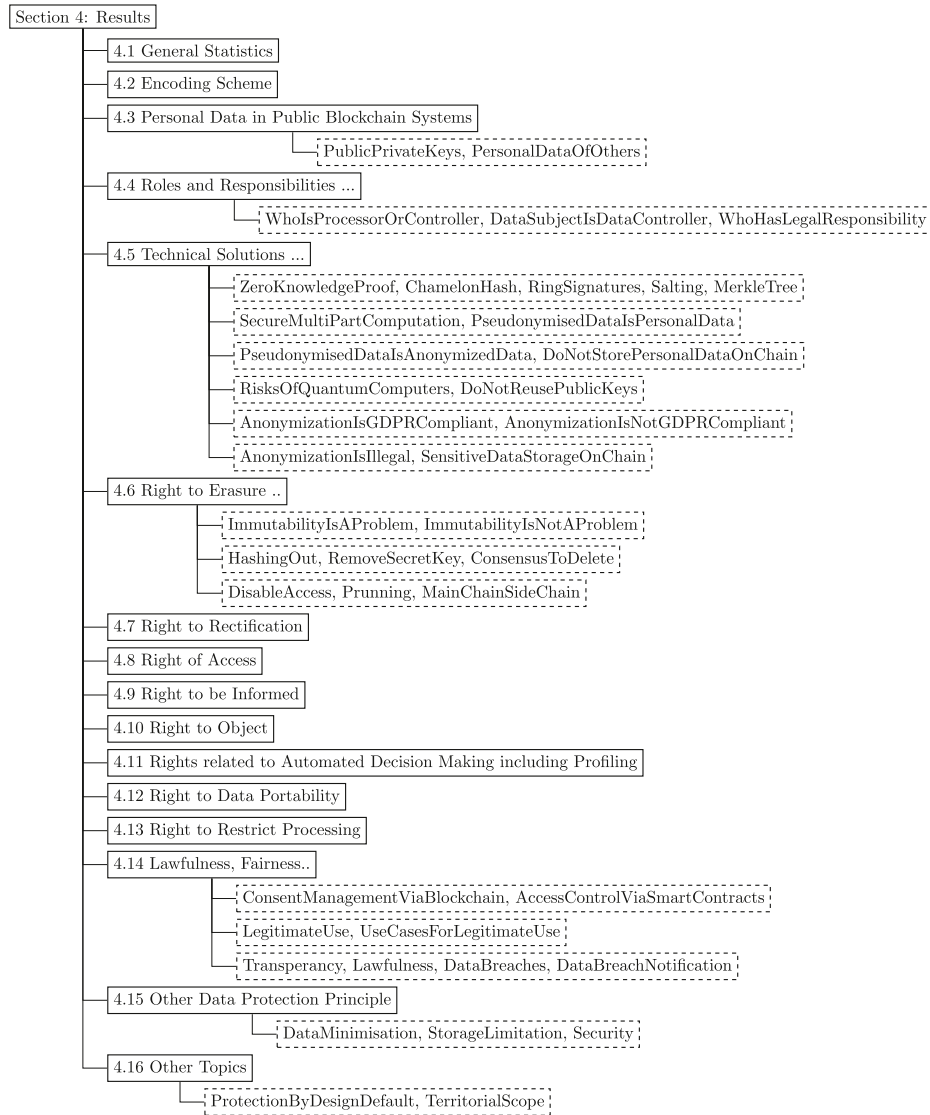 Section 4: Results
4.1 General Statistics
4.2 Encoding Scheme
4.3 Personal Data in Public Blockchain Systems
PublicPrivateKeys, PersonalDataOfOthers
4.4 Roles and Responsibilities ...
WhoIsProcessorOrController, DataSubjectIsDataController, WhoHasLegalResponsibility
4.5 Technical Solutions ...
ZeroKnowledgeProof, ChamelonHash, RingSignatures, Salting, MerkleTree
SecureMultiPartComputation, PseudonymisedDataIsPersonalData
PseudonymisedDataIsAnonymizedData, DoNotStorePersonalDataOnChain
RisksOfQuantumComputers, DoNotReusePublicKeys
AnonymizationIsGDPRCompliant, AnonymizationIsNotGDPRCompliant
AnonymizationIsIllegal, SensitiveDataStorageOnChain
4.6 Right to Erasure ..
ImmutabilityIsAProblem, ImmutabilityIsNotAProblem
HashingOut, RemoveSecretKey, ConsensusToDelete
DisableAccess, Prunning, MainChainSideChain
4.7 Right to Rectification
4.8 Right of Access
4.9 Right to be Informed
4.10 Right to Object
4.11 Rights related to Automated Decision Making including Profiling
4.12 Right to Data Portability
4.13 Right to Restrict Processing
4.14 Lawfulness, Fairness..
ConsentManagementViaBlockchain, AccessControlViaSmartContracts
LegitimateUse, UseCasesForLegitimateUse
Transperancy, Lawfulness, DataBreaches, DataBreachNotification
4.15 Other Data Protection Principle
DataMinimisation, StorageLimitation, Security
4.16 Other Topics
ProtectionByDesignDefault, TerritorialScope